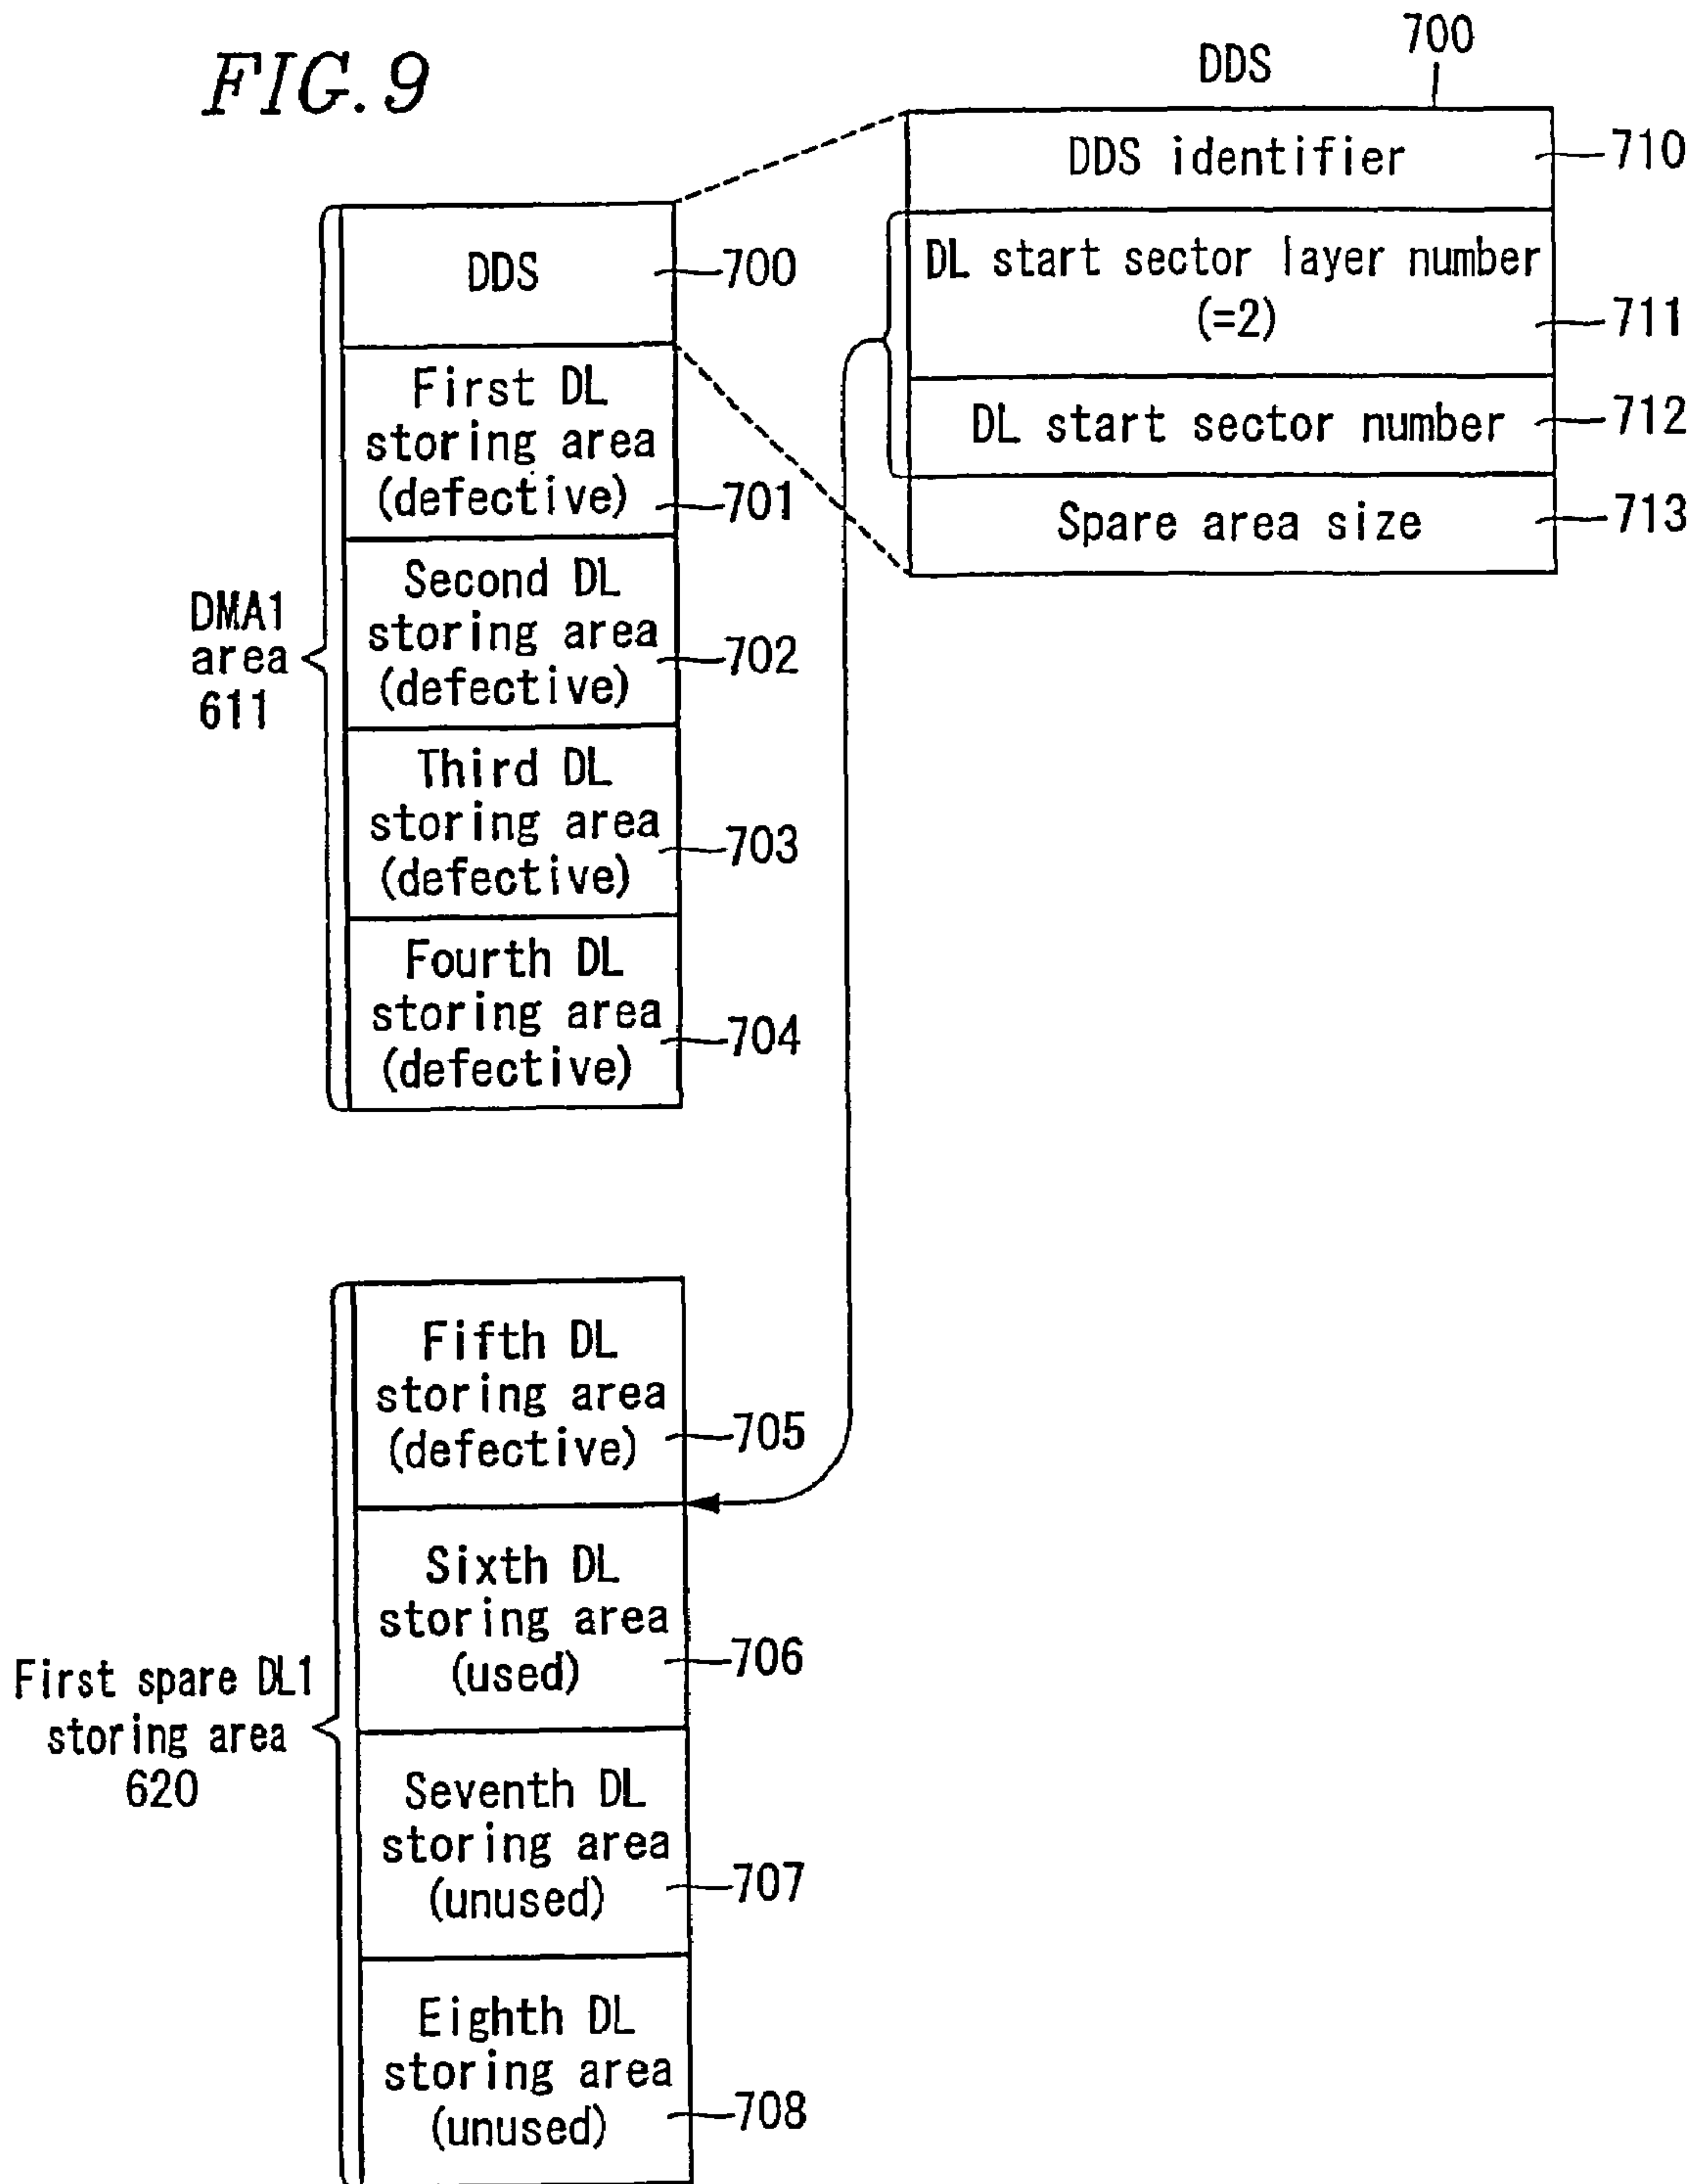 FIG. 9
DDS
700
DDS identifier
710
DL start sector layer number
(=2)
711
DL start sector number
712
Spare area size
713
DMA1
area
611
DDS
700
First DL
storing area
(defective)
701
Second DL
storing area
(defective)
702
Third DL
storing area
(defective)
703
Fourth DL
storing area
(defective)
704
First spare DL1
storing area
620
Fifth DL
storing area
(defective)
705
Sixth DL
storing area
(used)
706
Seventh DL
storing area
(unused)
707
Eighth DL
storing area
(unused)
708